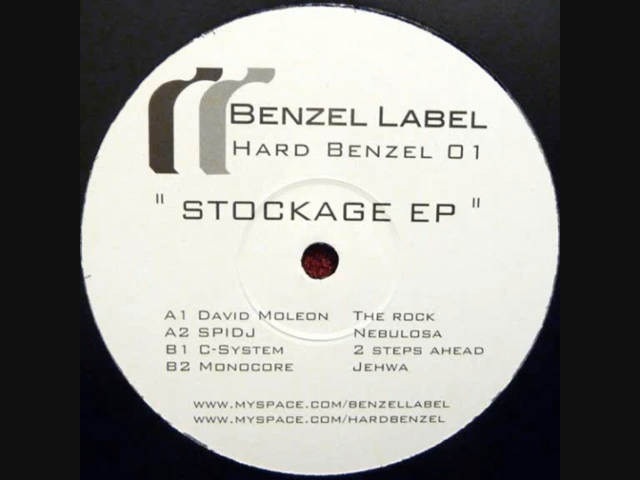 Benzel Label
Hard Benzel 01
" STOCKAGE EP "
A1 David Moleon The rock
A2 SPIDJ Nebulosa
B1 C-System 2 steps ahead
B2 Monocore Jehwa
www.myspace.com/benzellabel
www.myspace.com/hardbenzel